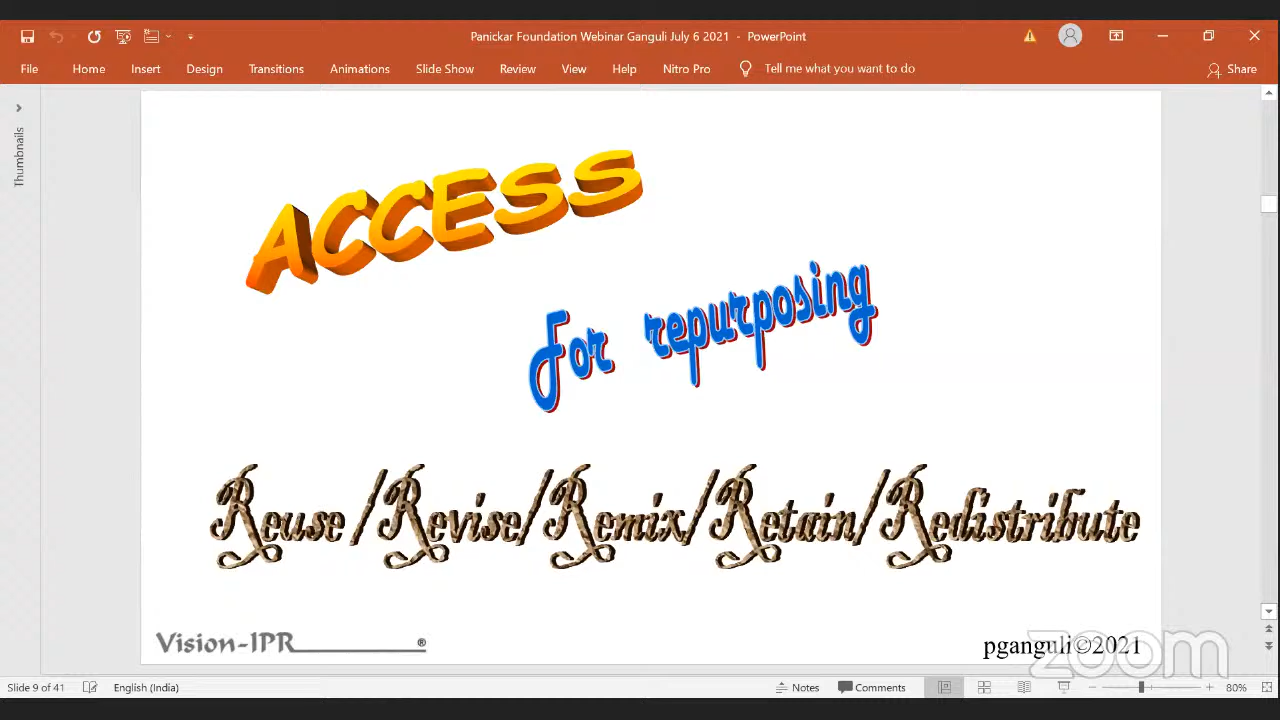 Panickar Foundation Webinar Ganguli July 6 2021 - PowerPoint
File Home Insert Design Transitions Animations Slide Show Review View Help Nitro Pro Tell me what you want to do Share
Thumbnails
ACCESS
For repurposing
Reuse/Revise/Remix/Retain/Redistribute
Vision-IPR ®
pganguli©2021
zoom
Slide 9 of 41 English (India) Notes Comments 80%